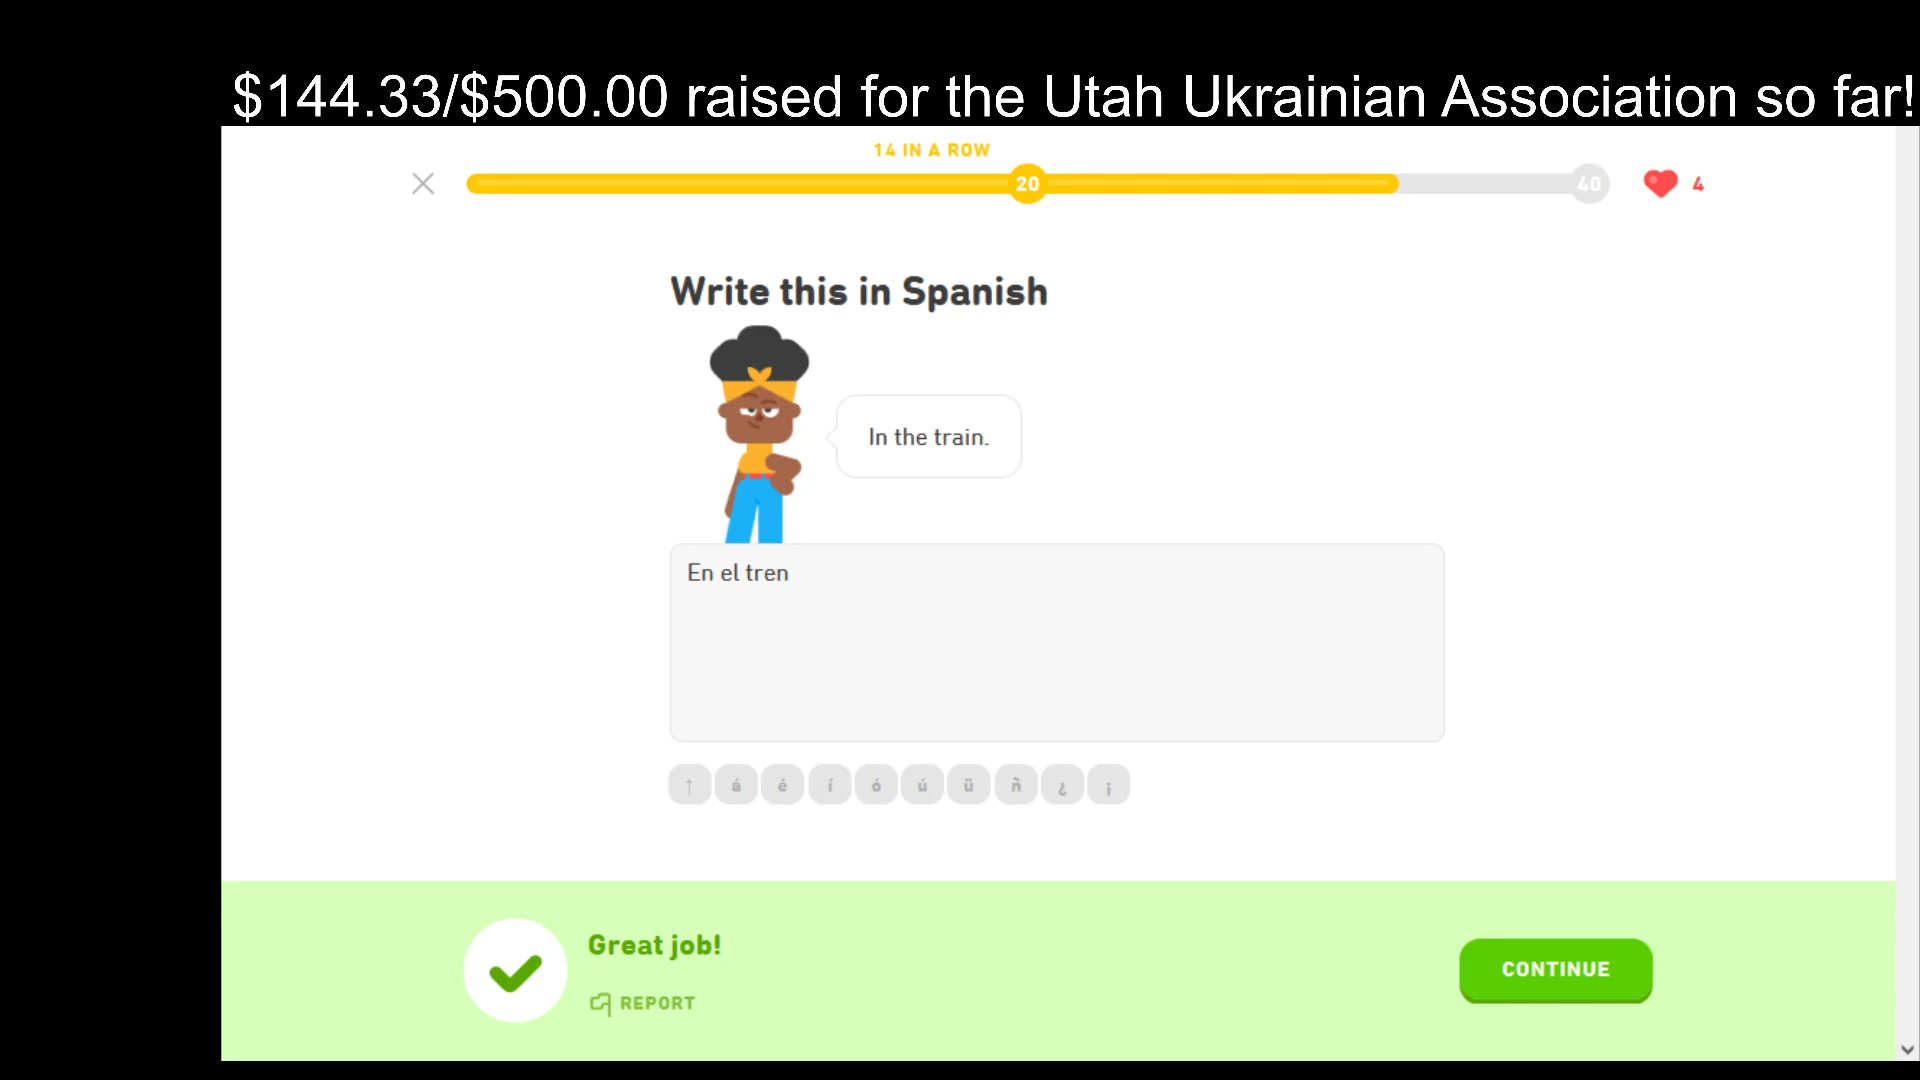 $144.33/$500.00 raised for the Utah Ukrainian Association so far!
14 IN A ROW
20
40
4
Write this in Spanish
In the train.
En el tren
↑ á é í ó ú ü ñ ¿ ¡
Great job!
REPORT
CONTINUE